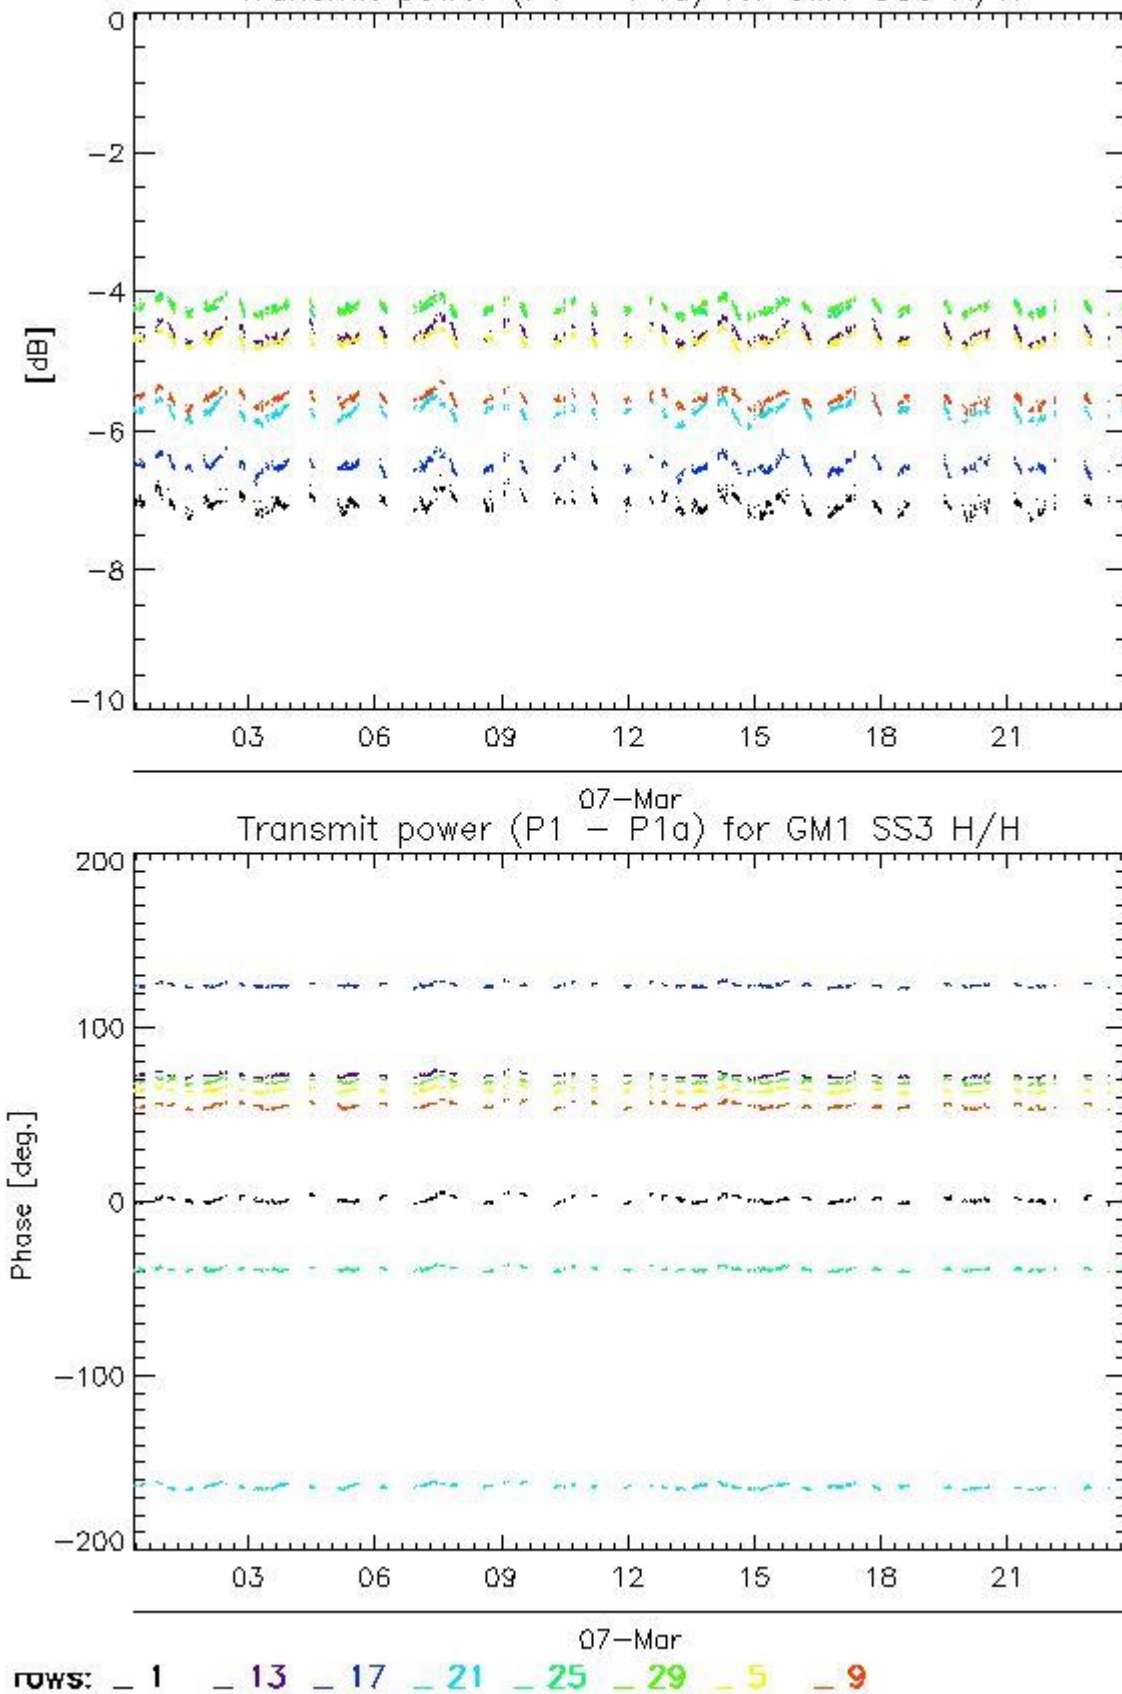 0
−2
−4
[dB]
−6
−8
−10
03 06 09 12 15 18 21
07−Mar
Transmit power (P1 − P1a) for GM1 SS3 H/H
200
100
Phase [deg.]
0
−100
−200
03 06 09 12 15 18 21
07−Mar
rows: _ 1 _ 13 _ 17 _ 21 _ 25 _ 29 _ 5 _ 9